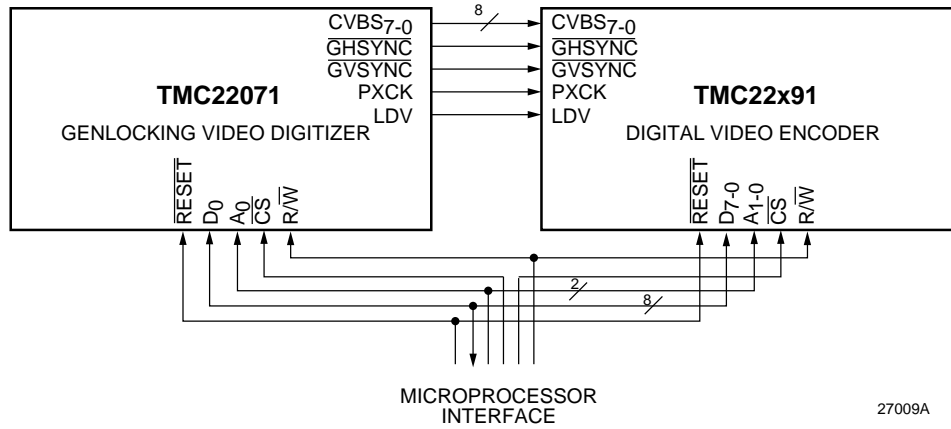 CVBS7-0
GHSYNC
GVSYNC
PXCK
LDV
TMC22071
GENLOCKING VIDEO DIGITIZER
RESET
D0
A0
CS
R/W
8
CVBS7-0
GHSYNC
GVSYNC
PXCK
LDV
TMC22x91
DIGITAL VIDEO ENCODER
RESET
D7-0
A1-0
CS
R/W
2
8
MICROPROCESSOR
INTERFACE
27009A